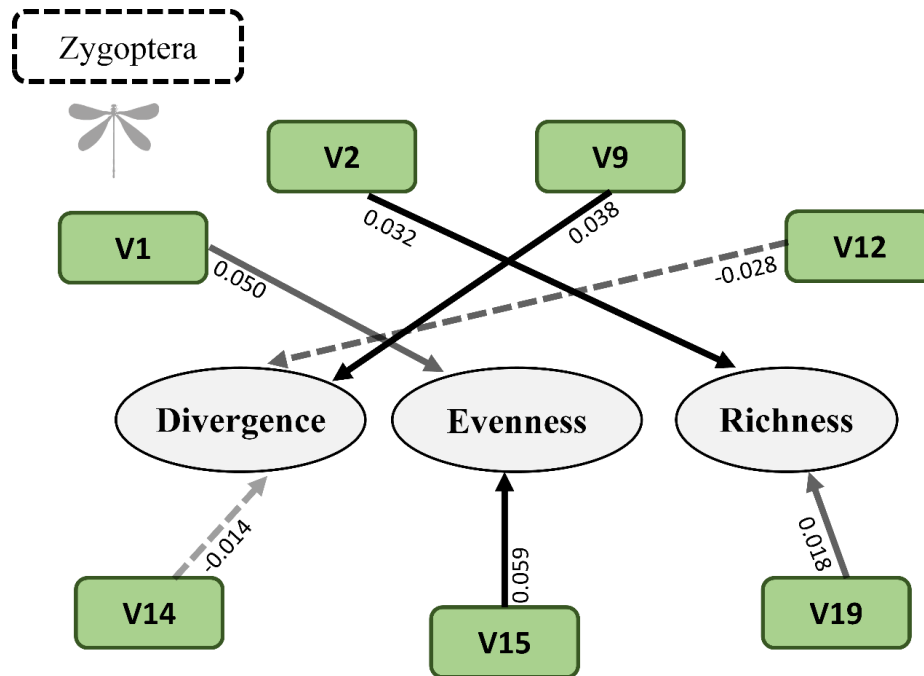 Zygoptera
V2
V9
V1
V12
0.032
0.038
0.050
-0.028
Divergence
Evenness
Richness
-0.014
0.059
0.018
V14
V15
V19